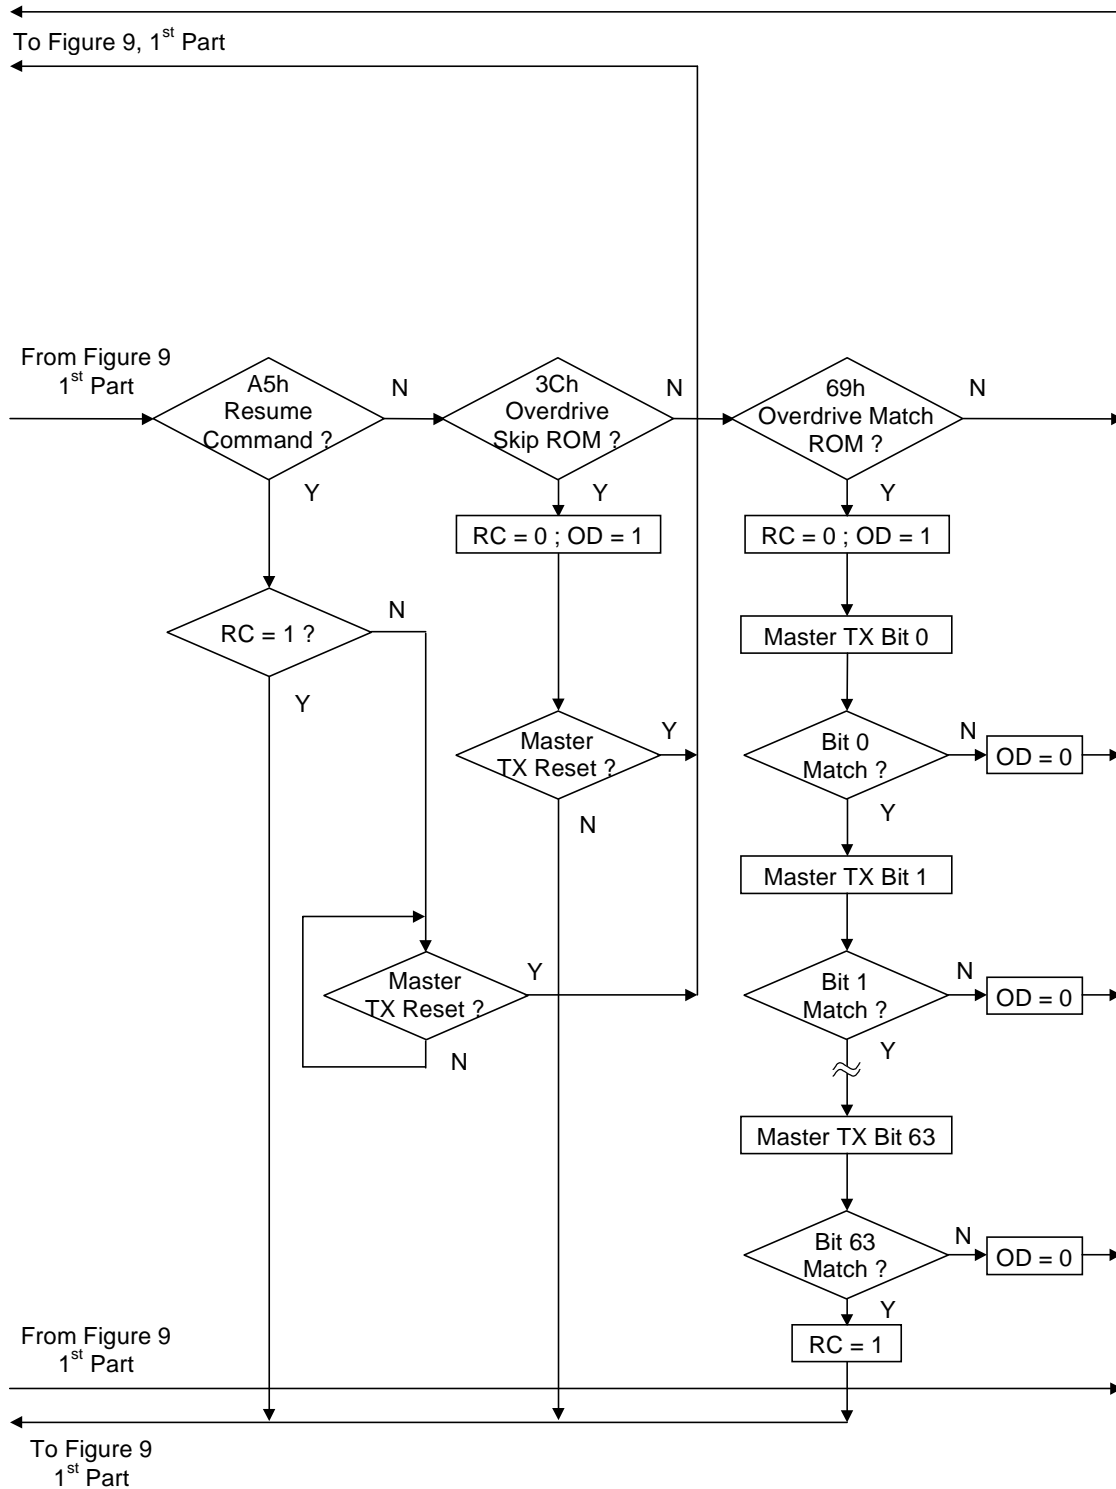 To Figure 9, 1st Part
From Figure 9
1st Part
A5h
Resume
Command ?
N
Y
3Ch
Overdrive
Skip ROM ?
N
Y
69h
Overdrive Match
ROM ?
N
Y
RC = 0 ; OD = 1
RC = 0 ; OD = 1
RC = 1 ?
N
Y
Master TX Bit 0
Master
TX Reset ?
Y
N
Bit 0
Match ?
N
OD = 0
Y
Master TX Bit 1
Master
TX Reset ?
Y
N
Bit 1
Match ?
N
OD = 0
Y
Master TX Bit 63
Bit 63
Match ?
N
OD = 0
Y
RC = 1
From Figure 9
1st Part
To Figure 9
1st Part